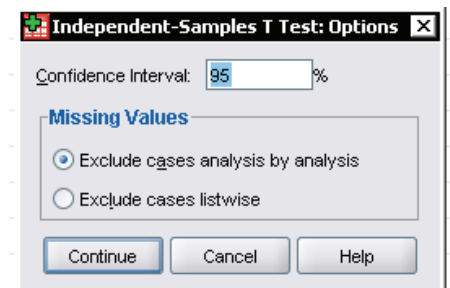 Independent-Samples T Test: Options
Confidence Interval: 95 %
Missing Values
Exclude cases analysis by analysis
Exclude cases listwise
Continue Cancel Help